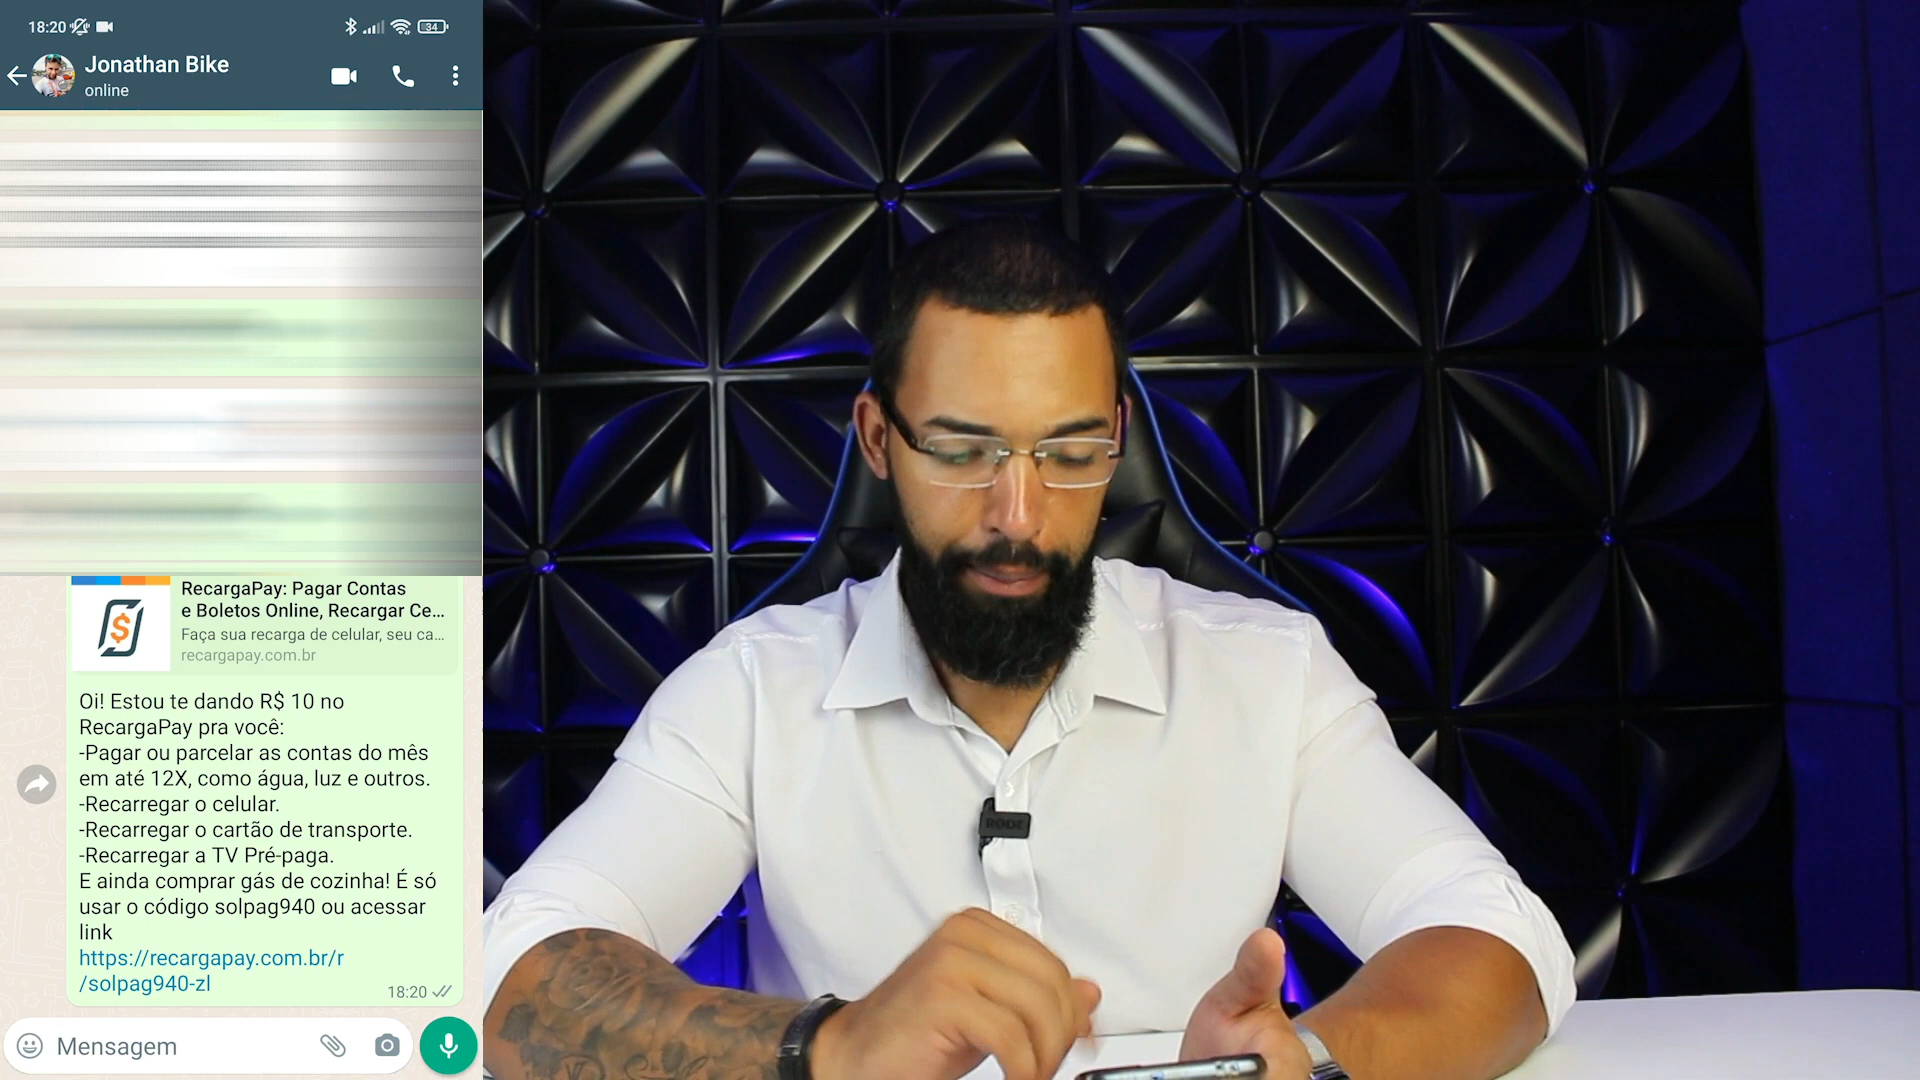 18:20
34
Jonathan Bike
online
RecargaPay: Pagar Contas
e Boletos Online, Recargar Ce...
Faça sua recarga de celular, seu ca...
recargapay.com.br
Oi! Estou te dando R$ 10 no
RecargaPay pra você:
-Pagar ou parcelar as contas do mês
em até 12X, como água, luz e outros.
-Recarregar o celular.
-Recarregar o cartão de transporte.
-Recarregar a TV Pré-paga.
E ainda comprar gás de cozinha! É só
usar o código solpag940 ou acessar
link
https://recargapay.com.br/r
/solpag940-zl
18:20
Mensagem
RODE